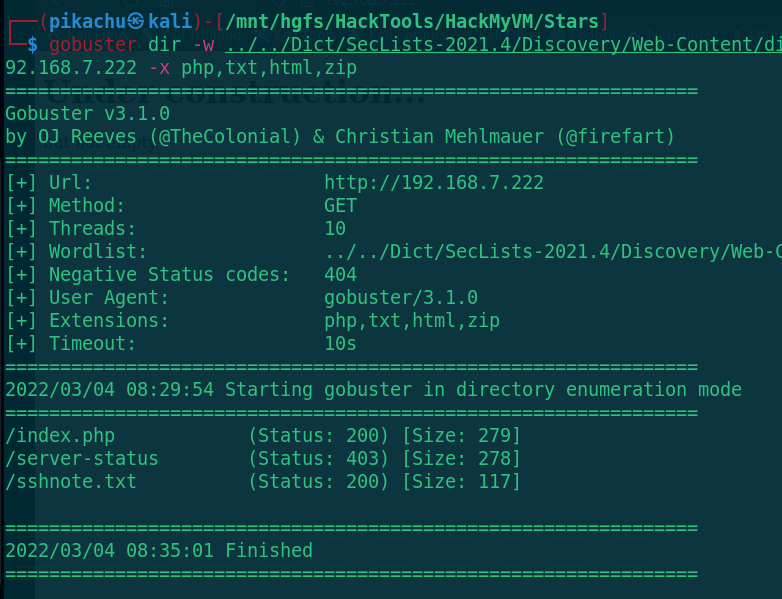 ┌──(pikachu㉿kali)-[/mnt/hgfs/HackTools/HackMyVM/Stars]
└─$ gobuster dir -w ../../Dict/SecLists-2021.4/Discovery/Web-Content/di
92.168.7.222 -x php,txt,html,zip
Under construction...
===============================================================
Gobuster v3.1.0
by OJ Reeves (@TheColonial) & Christian Mehlmauer (@firefart)
===============================================================
[+] Url:                     http://192.168.7.222
[+] Method:                  GET
[+] Threads:                 10
[+] Wordlist:                ../../Dict/SecLists-2021.4/Discovery/Web-C
[+] Negative Status codes:   404
[+] User Agent:              gobuster/3.1.0
[+] Extensions:              php,txt,html,zip
[+] Timeout:                 10s
===============================================================
2022/03/04 08:29:54 Starting gobuster in directory enumeration mode
===============================================================
/index.php            (Status: 200) [Size: 279]
/server-status        (Status: 403) [Size: 278]
/sshnote.txt          (Status: 200) [Size: 117]
===============================================================
2022/03/04 08:35:01 Finished
===============================================================